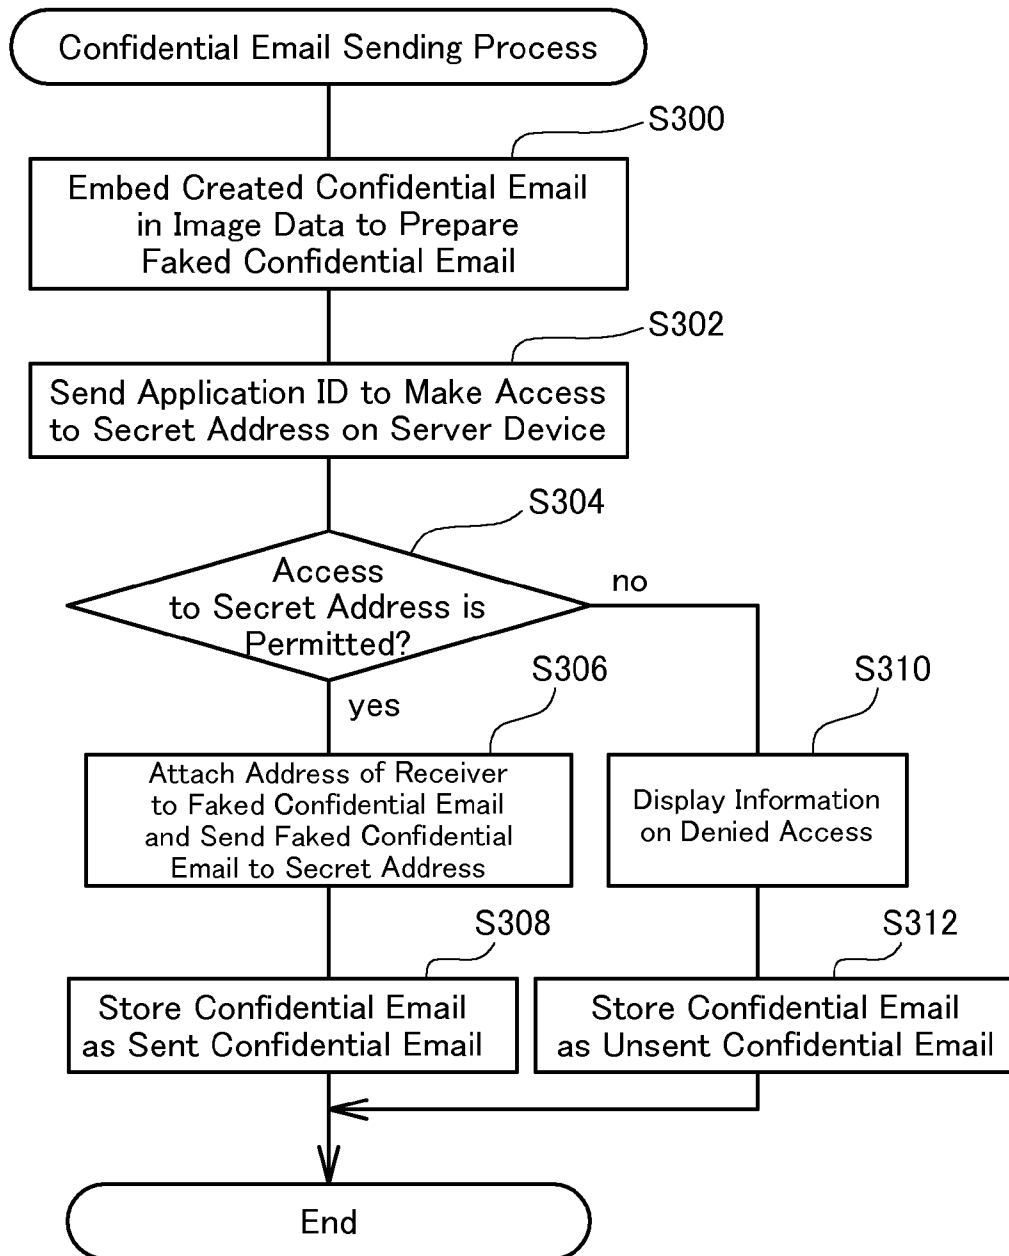 Confidential Email Sending Process
S300
Embed Created Confidential Email
in Image Data to Prepare
Faked Confidential Email
S302
Send Application ID to Make Access
to Secret Address on Server Device
S304
Access
to Secret Address is
Permitted?
no
yes
S306
Attach Address of Receiver
to Faked Confidential Email
and Send Faked Confidential
Email to Secret Address
S310
Display Information
on Denied Access
S308
Store Confidential Email
as Sent Confidential Email
S312
Store Confidential Email
as Unsent Confidential Email
End